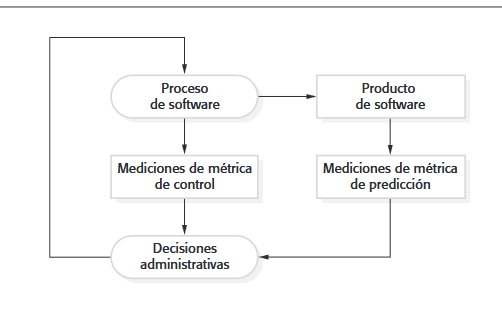 Proceso
de software
Producto
de software
Mediciones de métrica
de control
Mediciones de métrica
de predicción
Decisiones
administrativas